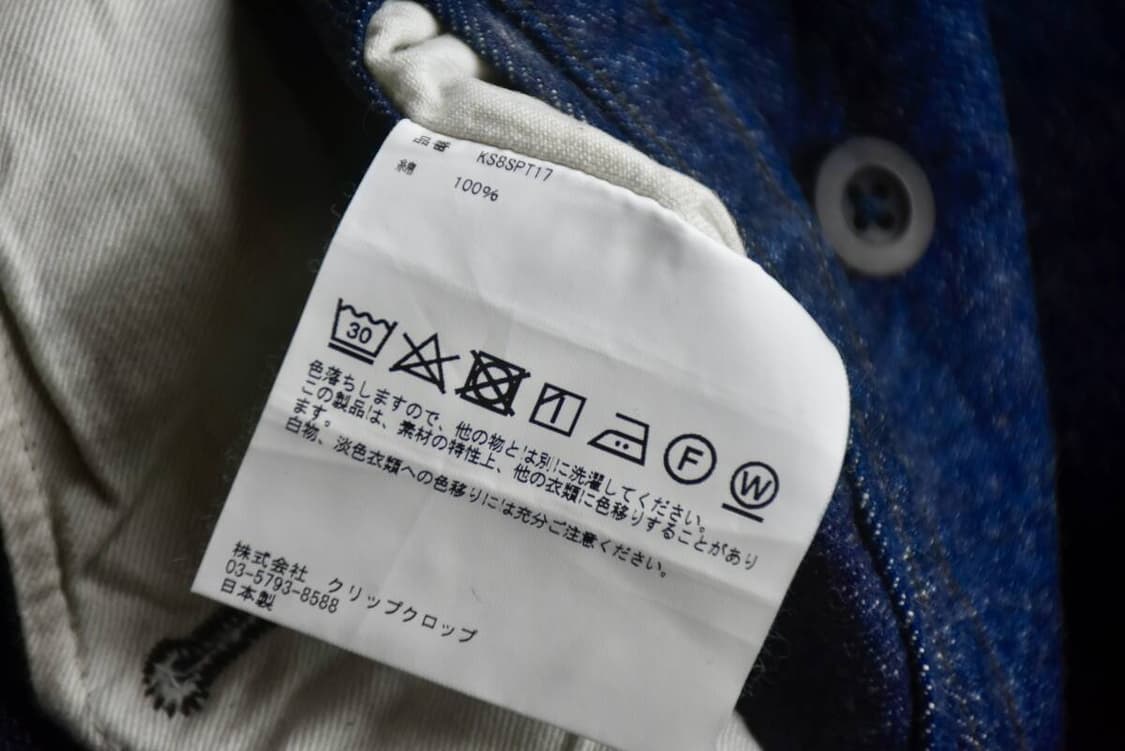 品番 KS8SPT17
綿 100%
30
F W
色落ちしますので、他の物とは別に洗濯してください。
この製品は、素材の特性上、他の衣類に色移りすることがあり
ます。
白物、淡色衣類への色移りには充分ご注意ください。
株式会社 クリップクロップ
03-5793-8588
日本製